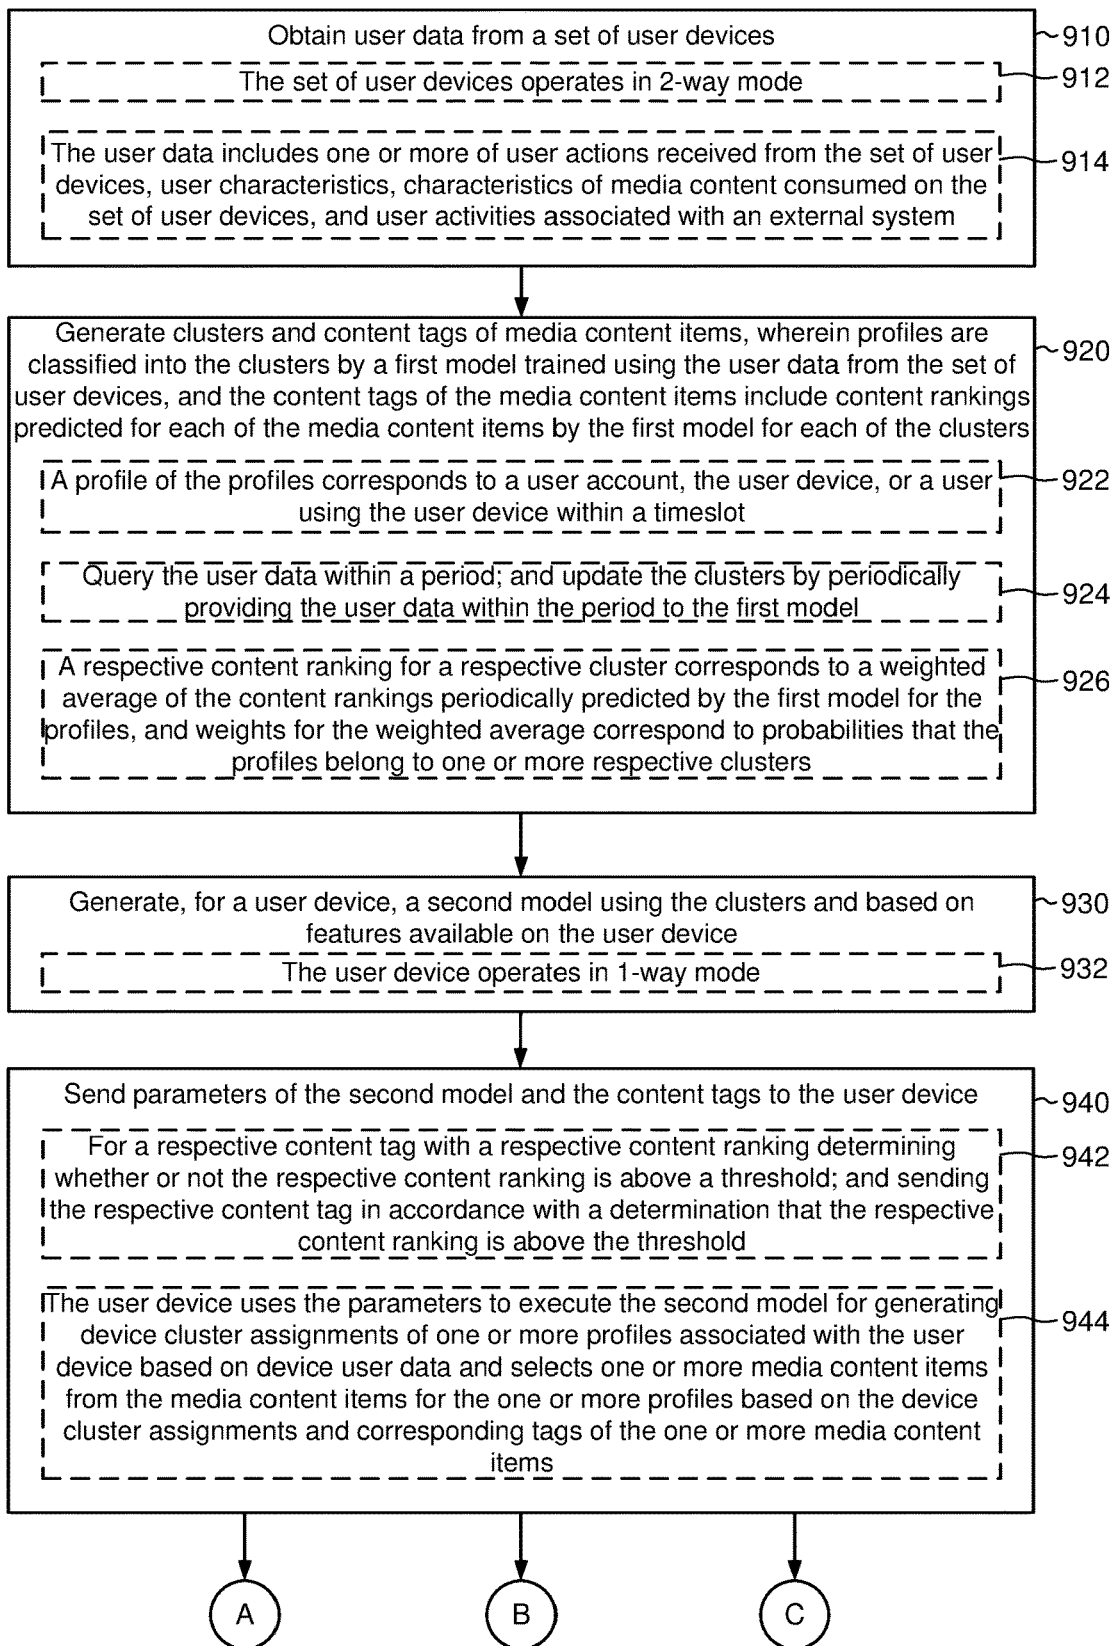 Obtain user data from a set of user devices
910
The set of user devices operates in 2-way mode
912
The user data includes one or more of user actions received from the set of user
devices, user characteristics, characteristics of media content consumed on the
set of user devices, and user activities associated with an external system
914
Generate clusters and content tags of media content items, wherein profiles are
classified into the clusters by a first model trained using the user data from the set of
user devices, and the content tags of the media content items include content rankings
predicted for each of the media content items by the first model for each of the clusters
920
A profile of the profiles corresponds to a user account, the user device, or a user
using the user device within a timeslot
922
Query the user data within a period; and update the clusters by periodically
providing the user data within the period to the first model
924
A respective content ranking for a respective cluster corresponds to a weighted
average of the content rankings periodically predicted by the first model for the
profiles, and weights for the weighted average correspond to probabilities that the
profiles belong to one or more respective clusters
926
Generate, for a user device, a second model using the clusters and based on
features available on the user device
930
The user device operates in 1-way mode
932
Send parameters of the second model and the content tags to the user device
940
For a respective content tag with a respective content ranking determining
whether or not the respective content ranking is above a threshold; and sending
the respective content tag in accordance with a determination that the respective
content ranking is above the threshold
942
The user device uses the parameters to execute the second model for generating
device cluster assignments of one or more profiles associated with the user
device based on device user data and selects one or more media content items
from the media content items for the one or more profiles based on the device
cluster assignments and corresponding tags of the one or more media content
items
944
A
B
C